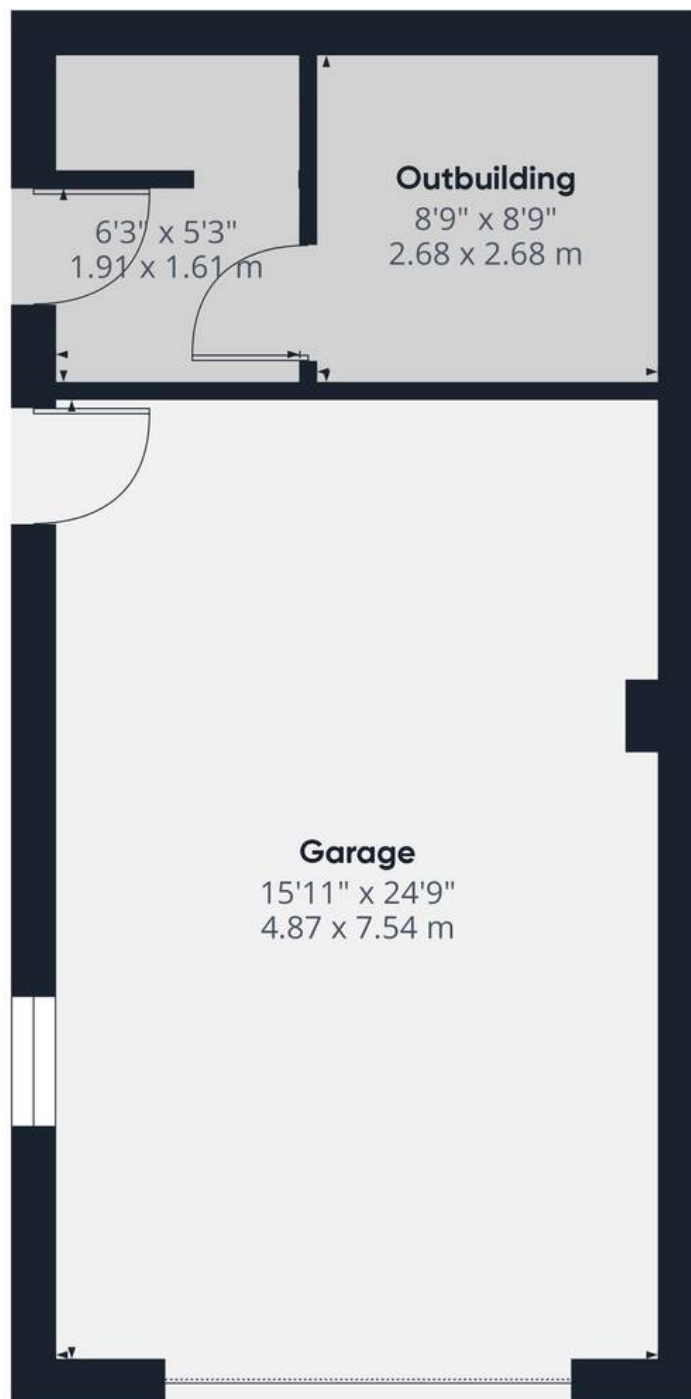 Outbuilding
8'9" x 8'9"
2.68 x 2.68 m
6'3" x 5'3"
1.91 x 1.61 m
Garage
15'11" x 24'9"
4.87 x 7.54 m